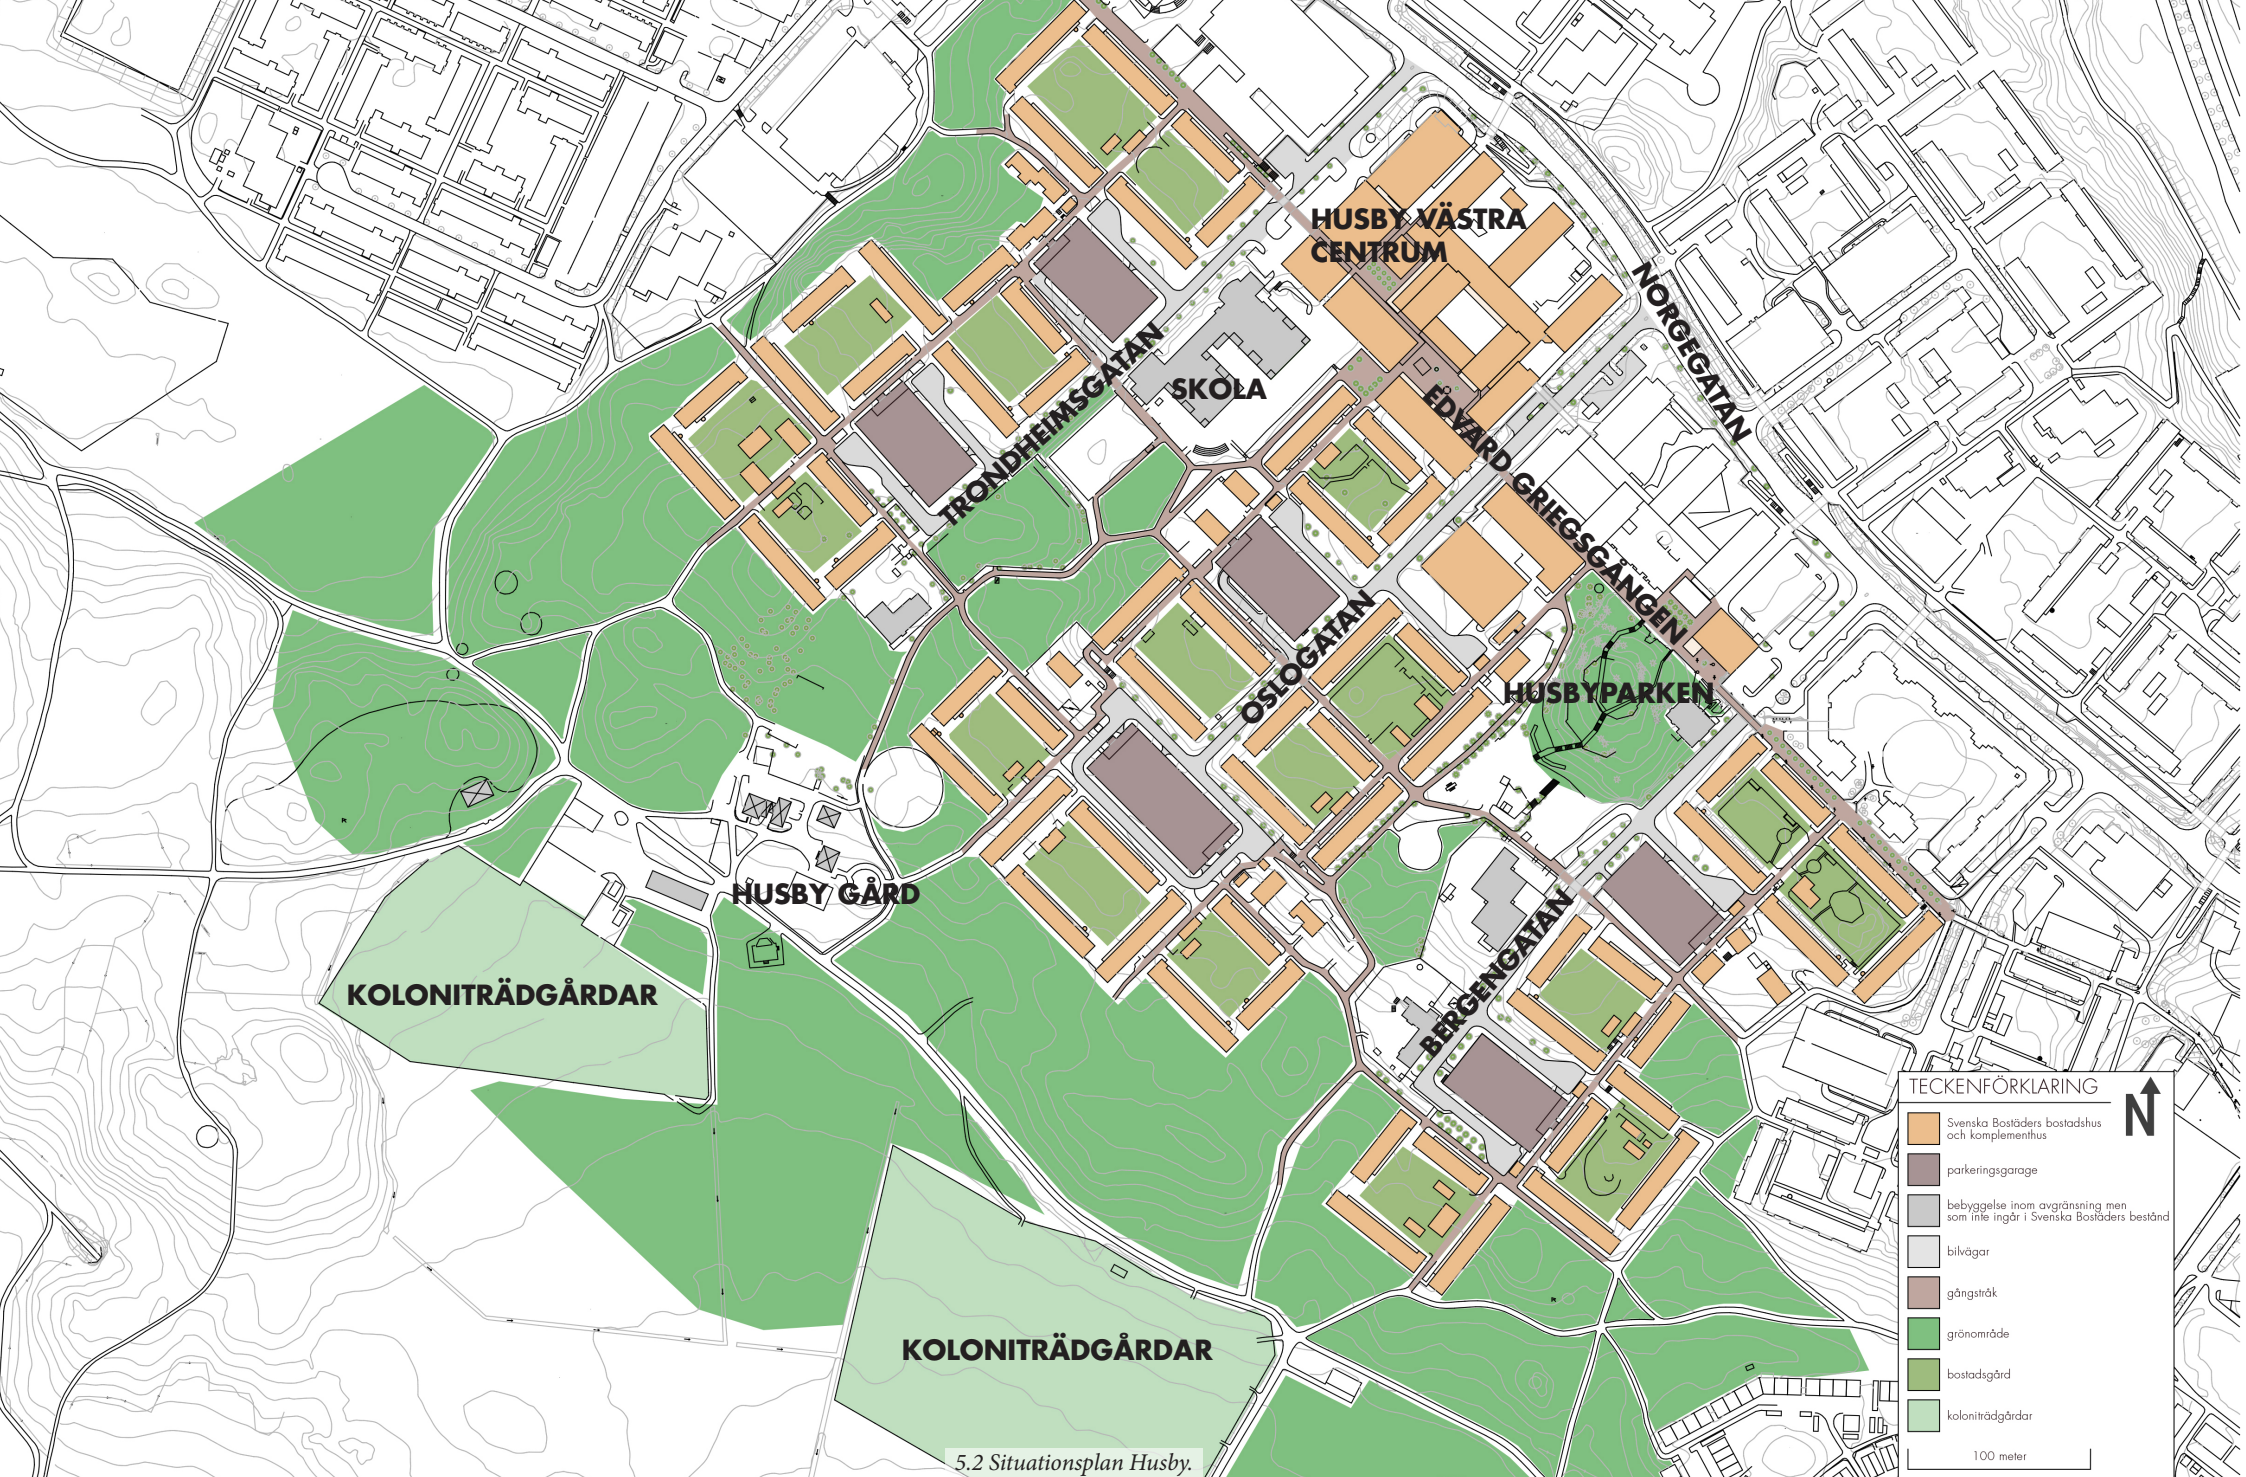 HUSBY VÄSTRA
CENTRUM
NORGEGATAN
TRONDHEIMSGATAN
SKOLA
EDVARD GRIEGSGÅNGEN
OSLOGATAN
HUSBYPARKEN
HUSBY GÅRD
BERGENGATAN
KOLONITRÄDGÅRDAR
KOLONITRÄDGÅRDAR
TECKENFÖRKLARING
N
Svenska Bostäders bostadshus
och komplementhus
parkeringsgarage
bebyggelse inom avgränsning men
som inte ingår i Svenska Bostäders bestånd
bilvägar
gångstråk
grönområde
bostadsgård
koloniträdgårdar
100 meter
5.2 Situationsplan Husby.